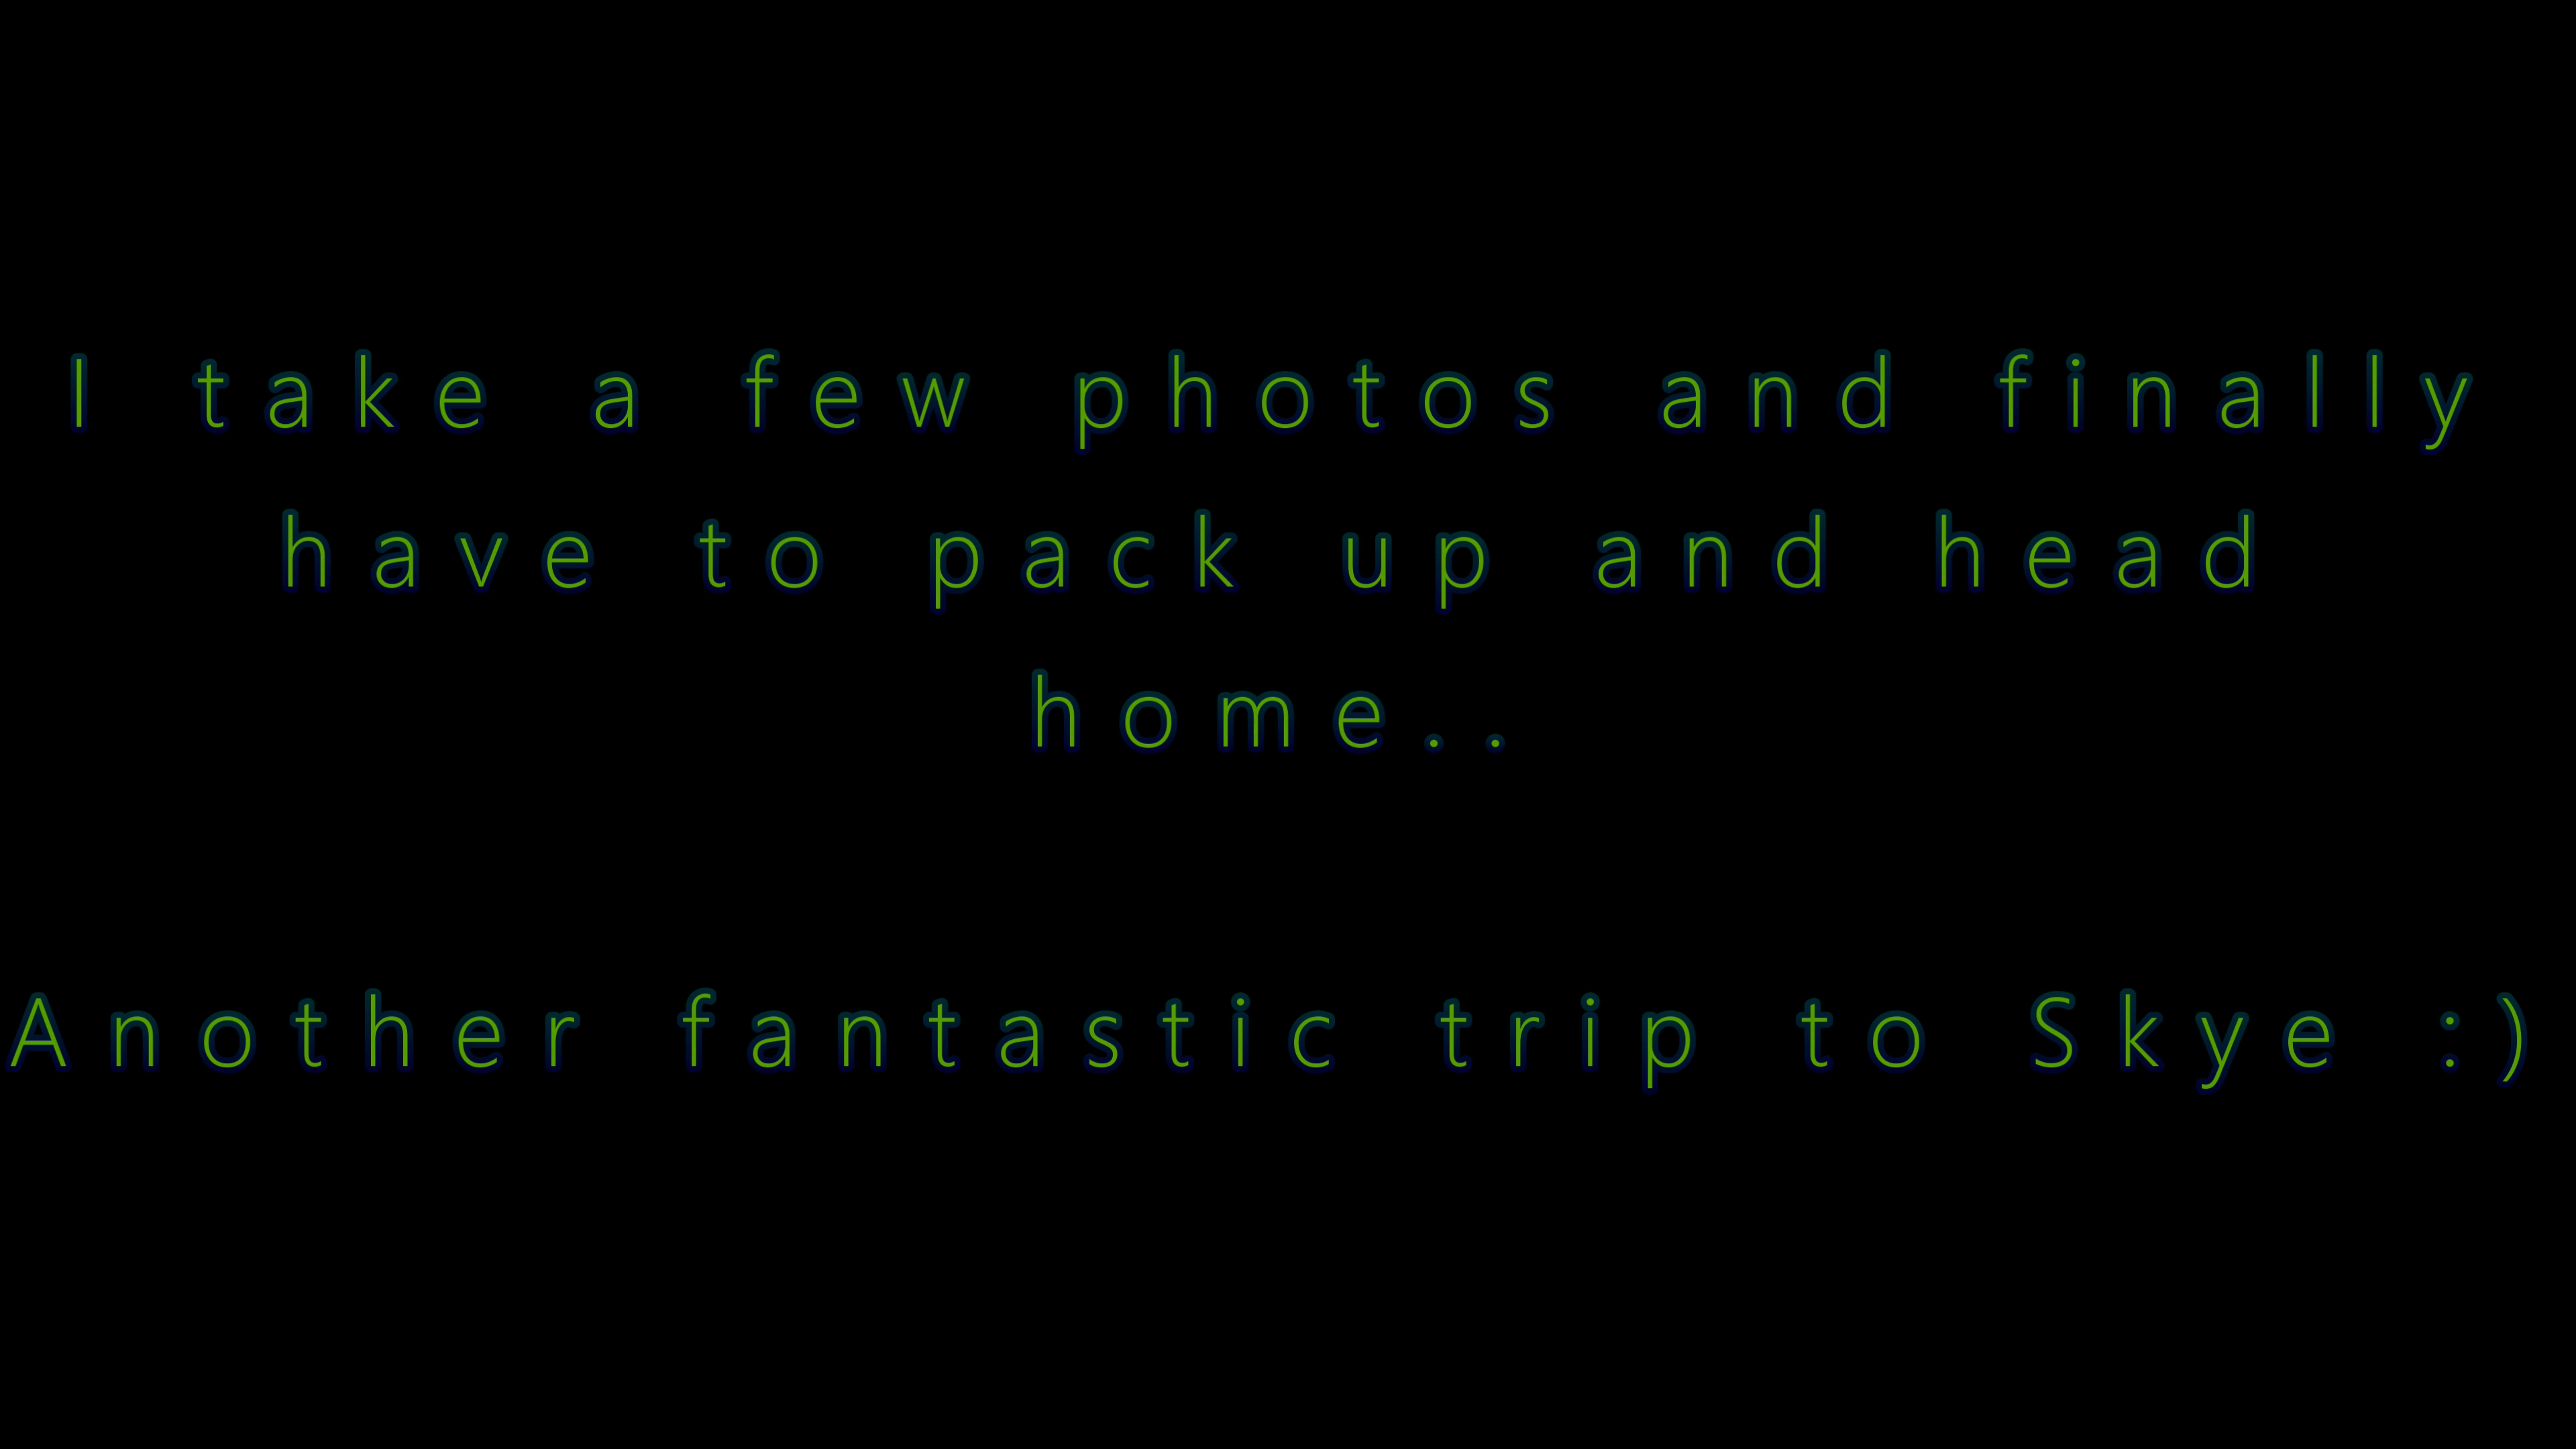 I take a few photos and finally
have to pack up and head
home..
Another fantastic trip to Skye :)